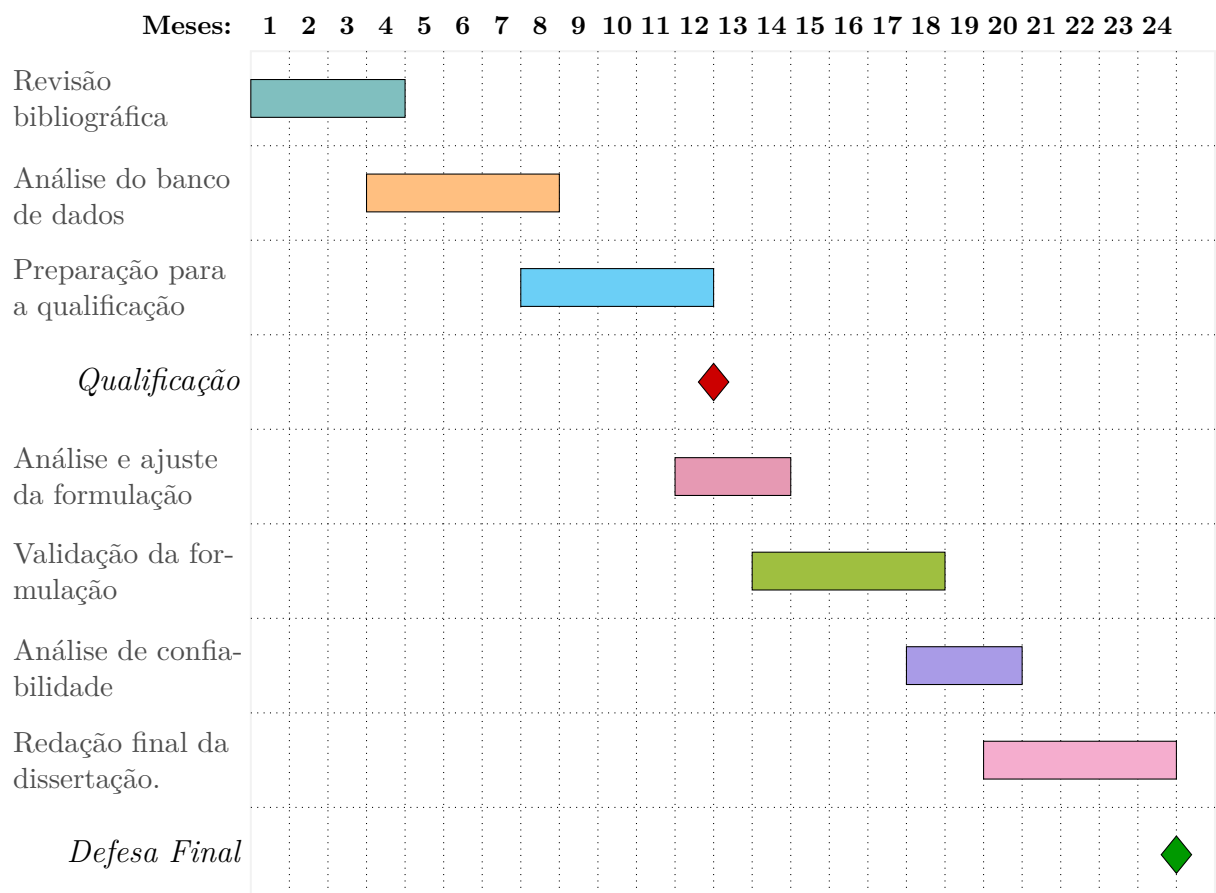 Meses: 1 2 3 4 5 6 7 8 9 10 11 12 13 14 15 16 17 18 19 20 21 22 23 24
Revisão
bibliográfica
Análise do banco
de dados
Preparação para
a qualificação
Qualificação
Análise e ajuste
da formulação
Validação da for-
mulação
Análise de confia-
bilidade
Redação final da
dissertação.
Defesa Final